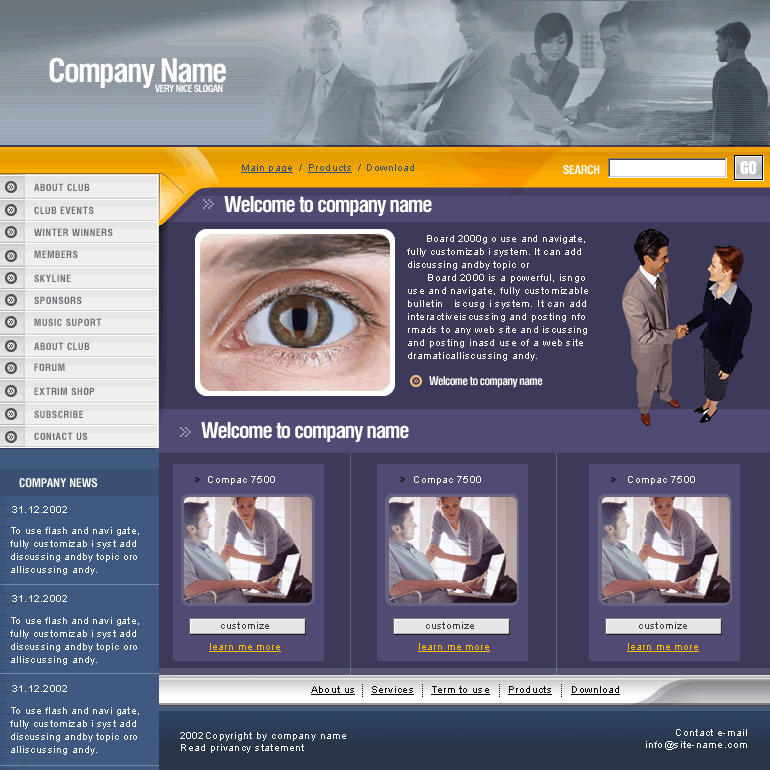 Company Name
VERY NICE SLOGAN
Main page / Products / Download
SEARCH
GO
ABOUT CLUB
CLUB EVENTS
WINTER WINNERS
MEMBERS
SKYLINE
SPONSORS
MUSIC SUPORT
ABOUT CLUB
FORUM
EXTRIM SHOP
SUBSCRIBE
CONtACT US
COMPANY NEWS
31.12.2002
To use flash and navi gate,
fully customizab i syst add
discussing andby topic oro
alliscussing andy.
31.12.2002
To use flash and navi gate,
fully customizab i syst add
discussing andby topic oro
alliscussing andy.
31.12.2002
To use flash and navi gate,
fully customizab i syst add
discussing andby topic oro
alliscussing andy.
Welcome to company name
Board 2000g o use and navigate,
fully customizab i system. It can add
discussing andby topic or
Board 2000 is a powerful, isngo
use and navigate, fully customizable
bulletin iscusg i system. It can add
interactiveiscussing and posting nfo
rmads to any web site and iscussing
and posting inasd use of a web site
dramaticalliscussing andy.
Welcome to company name
Welcome to company name
Compac 7500
customize
learn me more
Compac 7500
customize
learn me more
Compac 7500
customize
learn me more
About us Services Term to use Products Download
2002 Copyright by company name
Read privancy statement
Contact e-mail
info@site-name.com